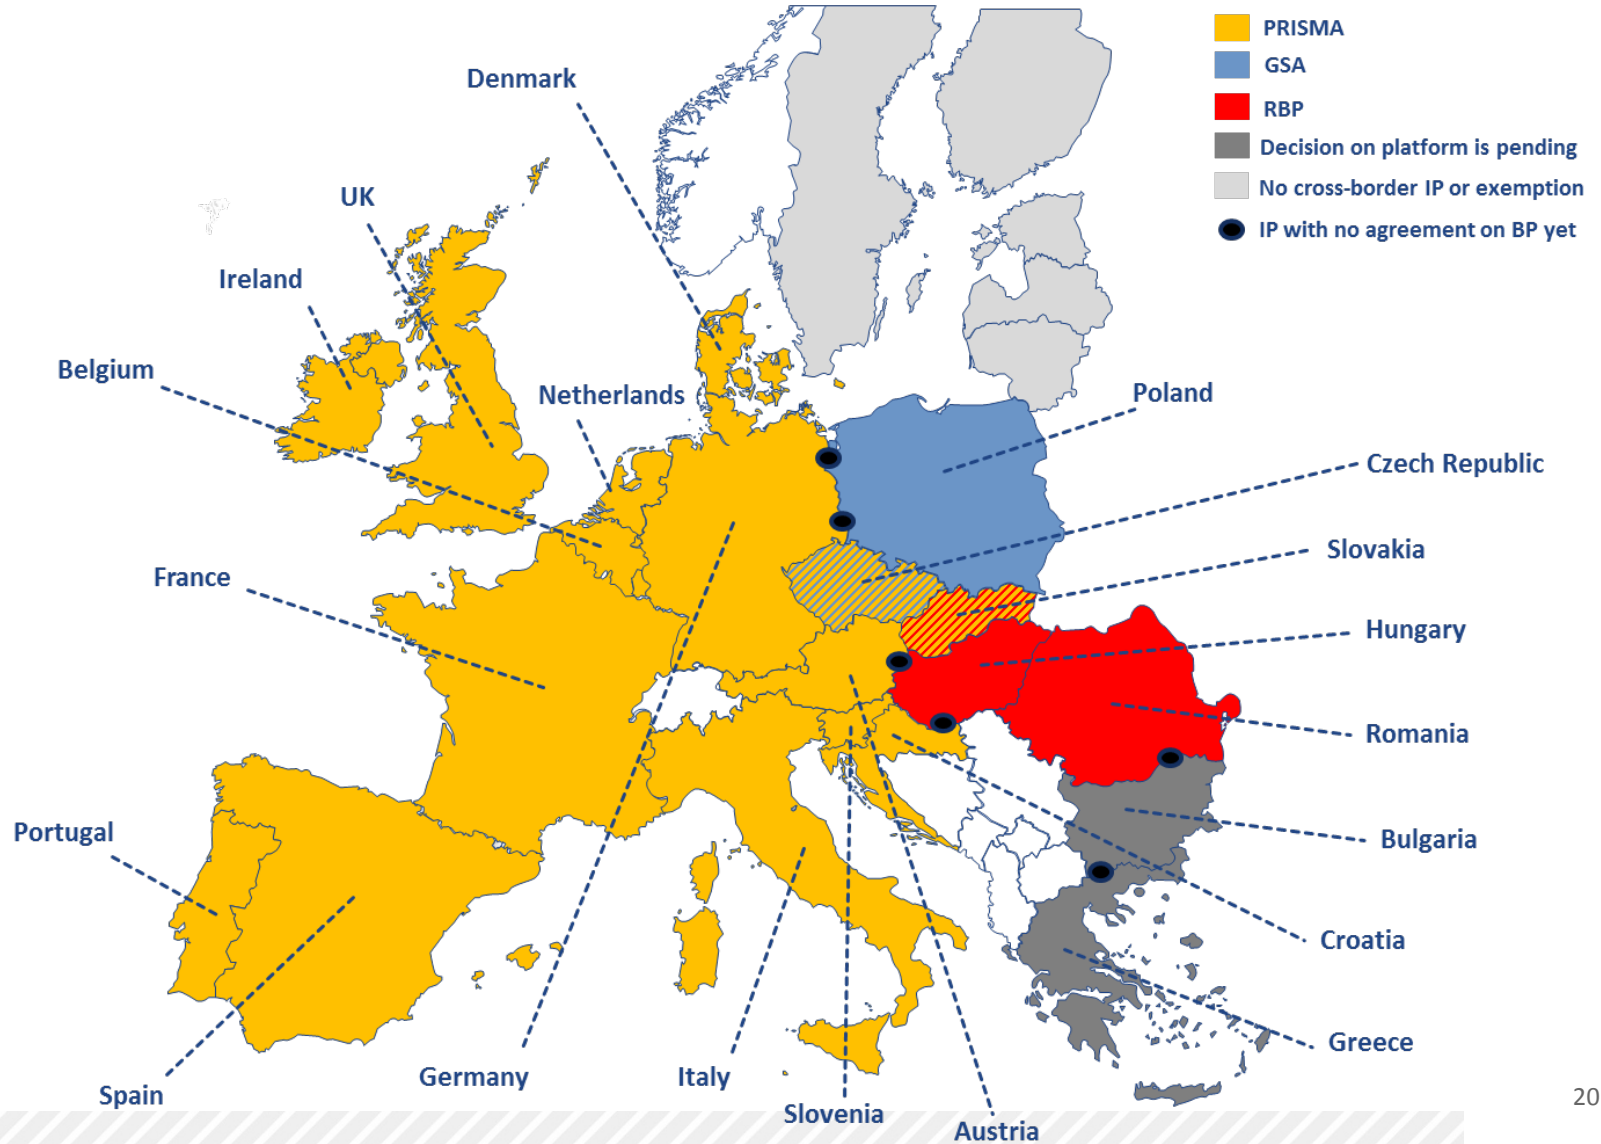 PRISMA
GSA
RBP
Decision on platform is pending
No cross-border IP or exemption
IP with no agreement on BP yet
Denmark
UK
Ireland
Belgium
Netherlands
Poland
Czech Republic
Slovakia
France
Hungary
Romania
Portugal
Bulgaria
Croatia
Greece
Germany
Italy
Spain
Slovenia
Austria
20